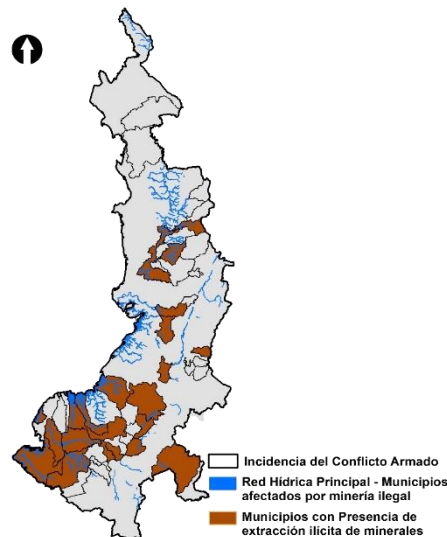 Incidencia del Conflicto Armado
Red Hídrica Principal - Municipios
afectados por minería ilegal
Municipios con Presencia de
extracción ilícita de minerales